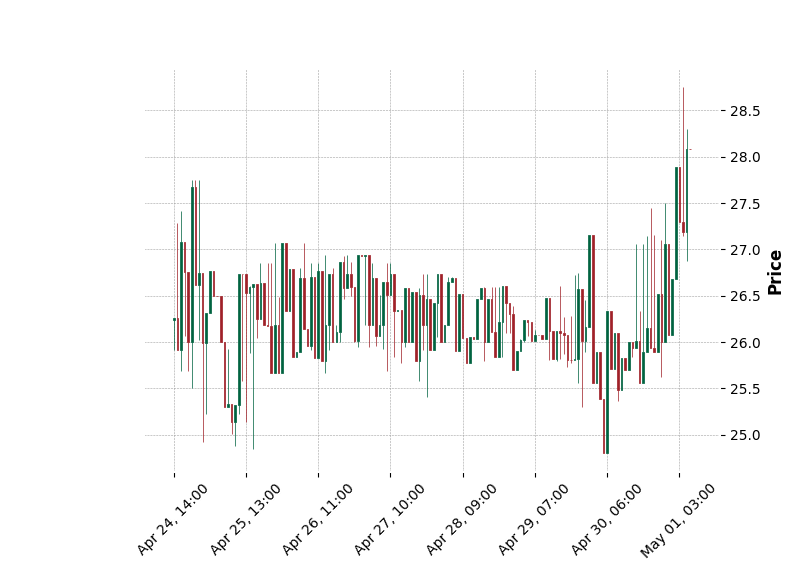 28.5
28.0
27.5
27.0
26.5
26.0
25.5
25.0
Price
Apr 24, 14:00
Apr 25, 13:00
Apr 26, 11:00
Apr 27, 10:00
Apr 28, 09:00
Apr 29, 07:00
Apr 30, 06:00
May 01, 03:00